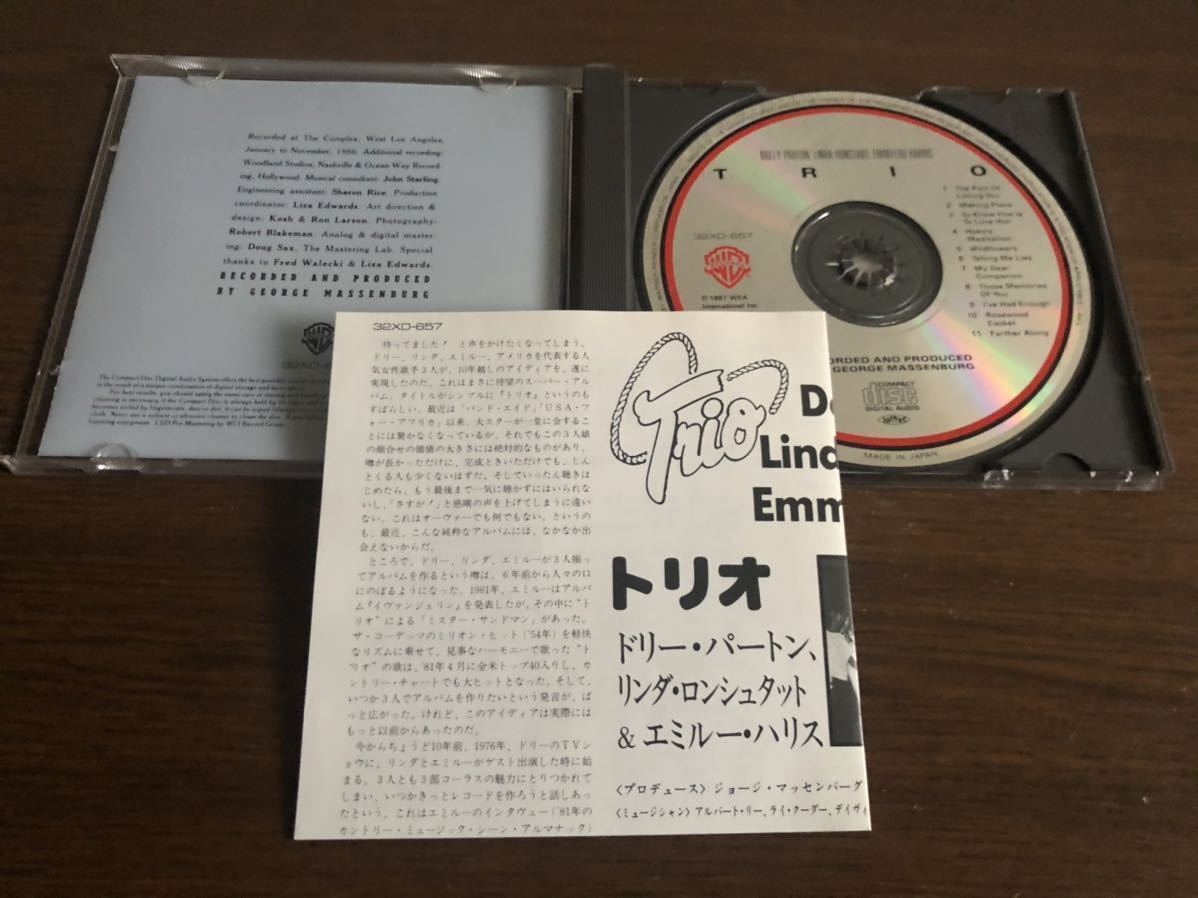 Recorded at The Complex, West Los Angeles,
January to November, 1986. Additional recording:
Woodland Studios, Nashville & Ocean Way Record-
ing, Hollywood. Musical consultant: John Starling.
Engineering assistant: Sharon Rice. Production
coordinator: Liza Edwards. Art direction &
design: Kosh & Ron Larson. Photography-
Robert Blakeman. Analog & digital master-
ing: Doug Sax, The Mastering Lab. Special
thanks to Fred Walecki & Liza Edwards.
RECORDED AND PRODUCED
BY GEORGE MASSENBURG
32XD-657
The Compact Disc Digital Audio System offers the best possible sound
is the result of a unique combination of digital
For best results, you should apply the same care in storing and handling
DOLLY PARTON LINDA RONSTADT EMMYLOU HARRIS
TRIO
32XD-657
℗1987 WEA
International Inc
1 The Pain Of
Loving You
2 Making Plans
3 To Know Him Is
To Love Him
4 Hobo's
Meditation
5 Wildflowers
6 Telling Me Lies
7 My Dear
Companion
8 Those Memories
Of You
9 I've Had Enough
10 Rosewood
Casket
11 Farther Along
ORDED AND PRODUCED
GEORGE MASSENBURG
COMPACT
disc
DIGITAL AUDIO
MADE IN JAPAN
32XD-657
待ってました! と声をかけたくなってしまう。
ドリー、リンダ、エミルー、アメリカを代表する人
気女性歌手3人が、10年越しのアイディアを、遂に
実現したのだ。これはまさに待望のスーパー・アル
バム、タイトルがシンプルに『トリオ』というのも
すばらしい。最近は「バンド・エイド」「USA・フ
ォー・アフリカ」以来、大スターが一堂に会するこ
とには驚かなくなっているが、それでもこの3人娘
の顔合せの価値の大きさには絶対的なものがあり、
噂が長かっただけに、完成ときいただけでも、じん
とくる人も少くないはずだ。そしていったん聴きは
じめたら、もう最後まで一気に聴かずにはいられな
いし、「さすが!」と感嘆の声を上げてしまうに違い
ない。これはオーヴァーでも何でもない。というの
も、最近、こんな純粋なアルバムには、なかなか出
会えないからだ。
ところで、ドリー、リンダ、エミルーが3人揃っ
てアルバムを作るという噂は、6年前から人々の口
にのぼるようになった。1981年、エミルーはアルバ
ム『イヴァンジェリン』を発表したが、その中に“ト
リオ”による「ミスター・サンドマン」があった。
ザ・コーデッツのミリオン・ヒット('54年)を軽快
なリズムに乗せて、見事なハーモニーで歌った“ト
リオ”の歌は、'81年4月に全米トップ40入りし、カ
ントリー・チャートでも大ヒットとなった。そして、
いつか3人でアルバムを作りたいという発言が、ぱ
っと広がった。けれど、このアイディアは実際には
もっと以前からあったのだ。
今からちょうど10年前、1976年、ドリーのTVシ
ョウに、リンダとエミルーがゲスト出演した時に始
まる。3人とも3部コーラスの魅力にとりつかれて
しまい、いつかきっとレコードを作ろうと話しあっ
たという。これはエミルーのインタヴュー('81年の
カントリー・ミュージック・シーン・アルマナック)
Trio
Do
Lind
Emm
トリオ
ドリー・パートン、
リンダ・ロンシュタット
&エミルー・ハリス
〈プロデュース〉ジョージ・マッセンバーグ
〈ミュージシャン〉アルバート・リー、ライ・クーダー、デイヴィ